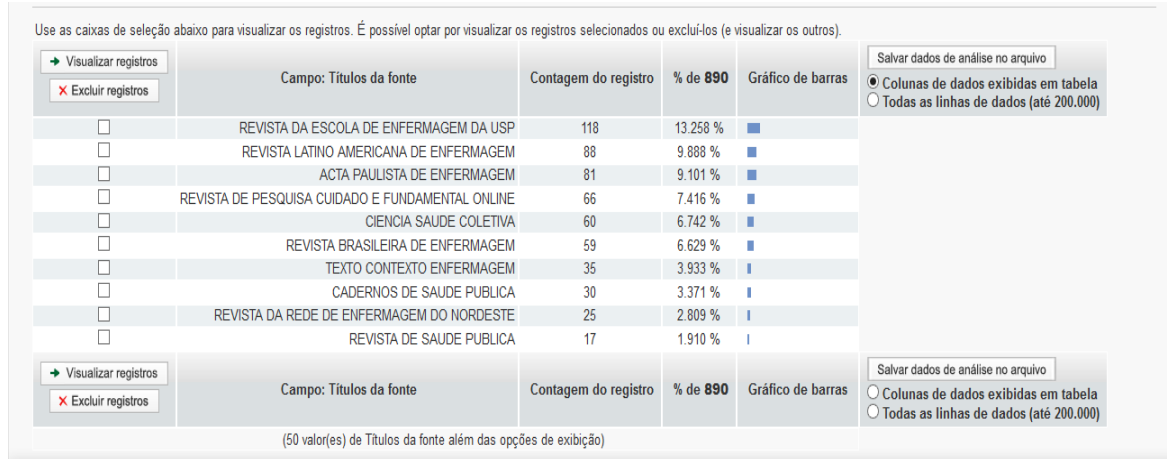 Use as caixas de seleção abaixo para visualizar os registros. É possível optar por visualizar os registros selecionados ou excluí-los (e visualizar os outros).
Visualizar registros
Excluir registros
Campo: Títulos da fonte
Contagem do registro
% de 890
Gráfico de barras
Salvar dados de análise no arquivo
Colunas de dados exibidas em tabela
Todas as linhas de dados (até 200.000)
REVISTA DA ESCOLA DE ENFERMAGEM DA USP 118 13.258 %
REVISTA LATINO AMERICANA DE ENFERMAGEM 88 9.888 %
ACTA PAULISTA DE ENFERMAGEM 81 9.101 %
REVISTA DE PESQUISA CUIDADO E FUNDAMENTAL ONLINE 66 7.416 %
CIENCIA SAUDE COLETIVA 60 6.742 %
REVISTA BRASILEIRA DE ENFERMAGEM 59 6.629 %
TEXTO CONTEXTO ENFERMAGEM 35 3.933 %
CADERNOS DE SAUDE PUBLICA 30 3.371 %
REVISTA DA REDE DE ENFERMAGEM DO NORDESTE 25 2.809 %
REVISTA DE SAUDE PUBLICA 17 1.910 %
Visualizar registros
Excluir registros
Campo: Títulos da fonte
Contagem do registro
% de 890
Gráfico de barras
Salvar dados de análise no arquivo
Colunas de dados exibidas em tabela
Todas as linhas de dados (até 200.000)
(50 valor(es) de Títulos da fonte além das opções de exibição)